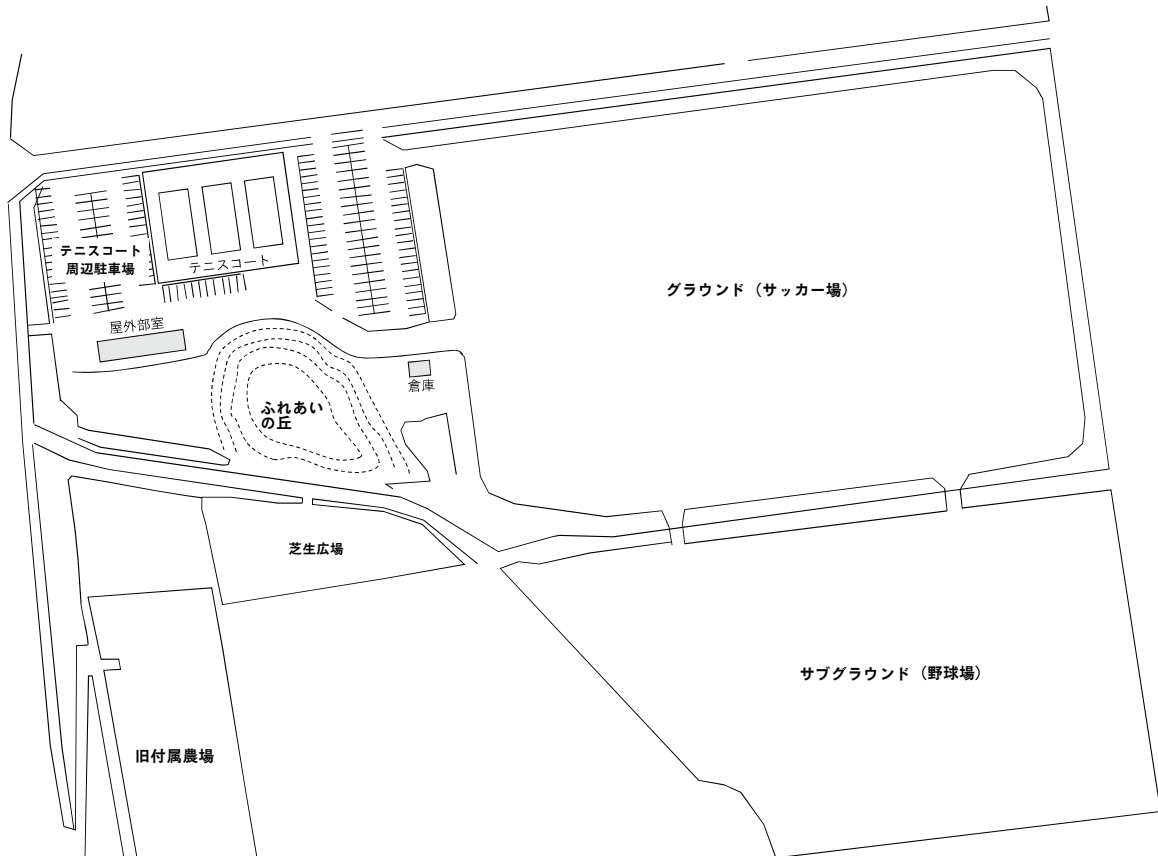 テニスコート
周辺駐車場
テニスコート
グラウンド（サッカー場）
屋外部室
倉庫
ふれあい
の丘
芝生広場
サブグラウンド（野球場）
旧付属農場